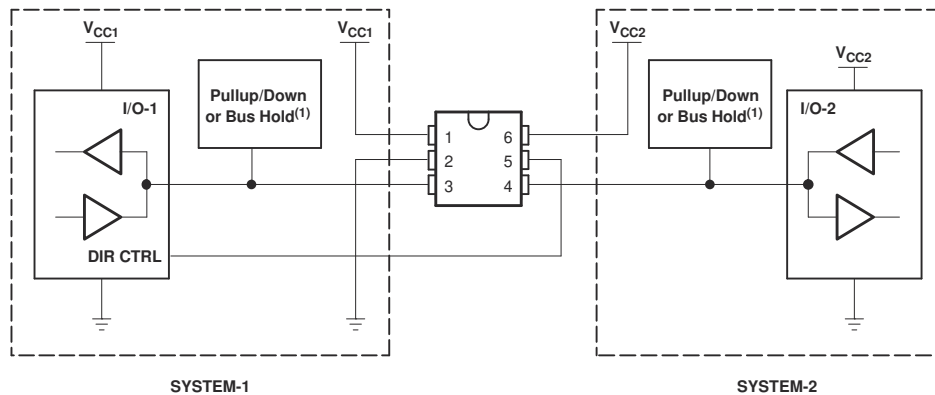 VCC1
VCC1
I/O-1
Pullup/Down
or Bus Hold(1)
DIR CTRL
1
2
3
6
5
4
VCC2
VCC2
Pullup/Down
or Bus Hold(1)
I/O-2
SYSTEM-1
SYSTEM-2